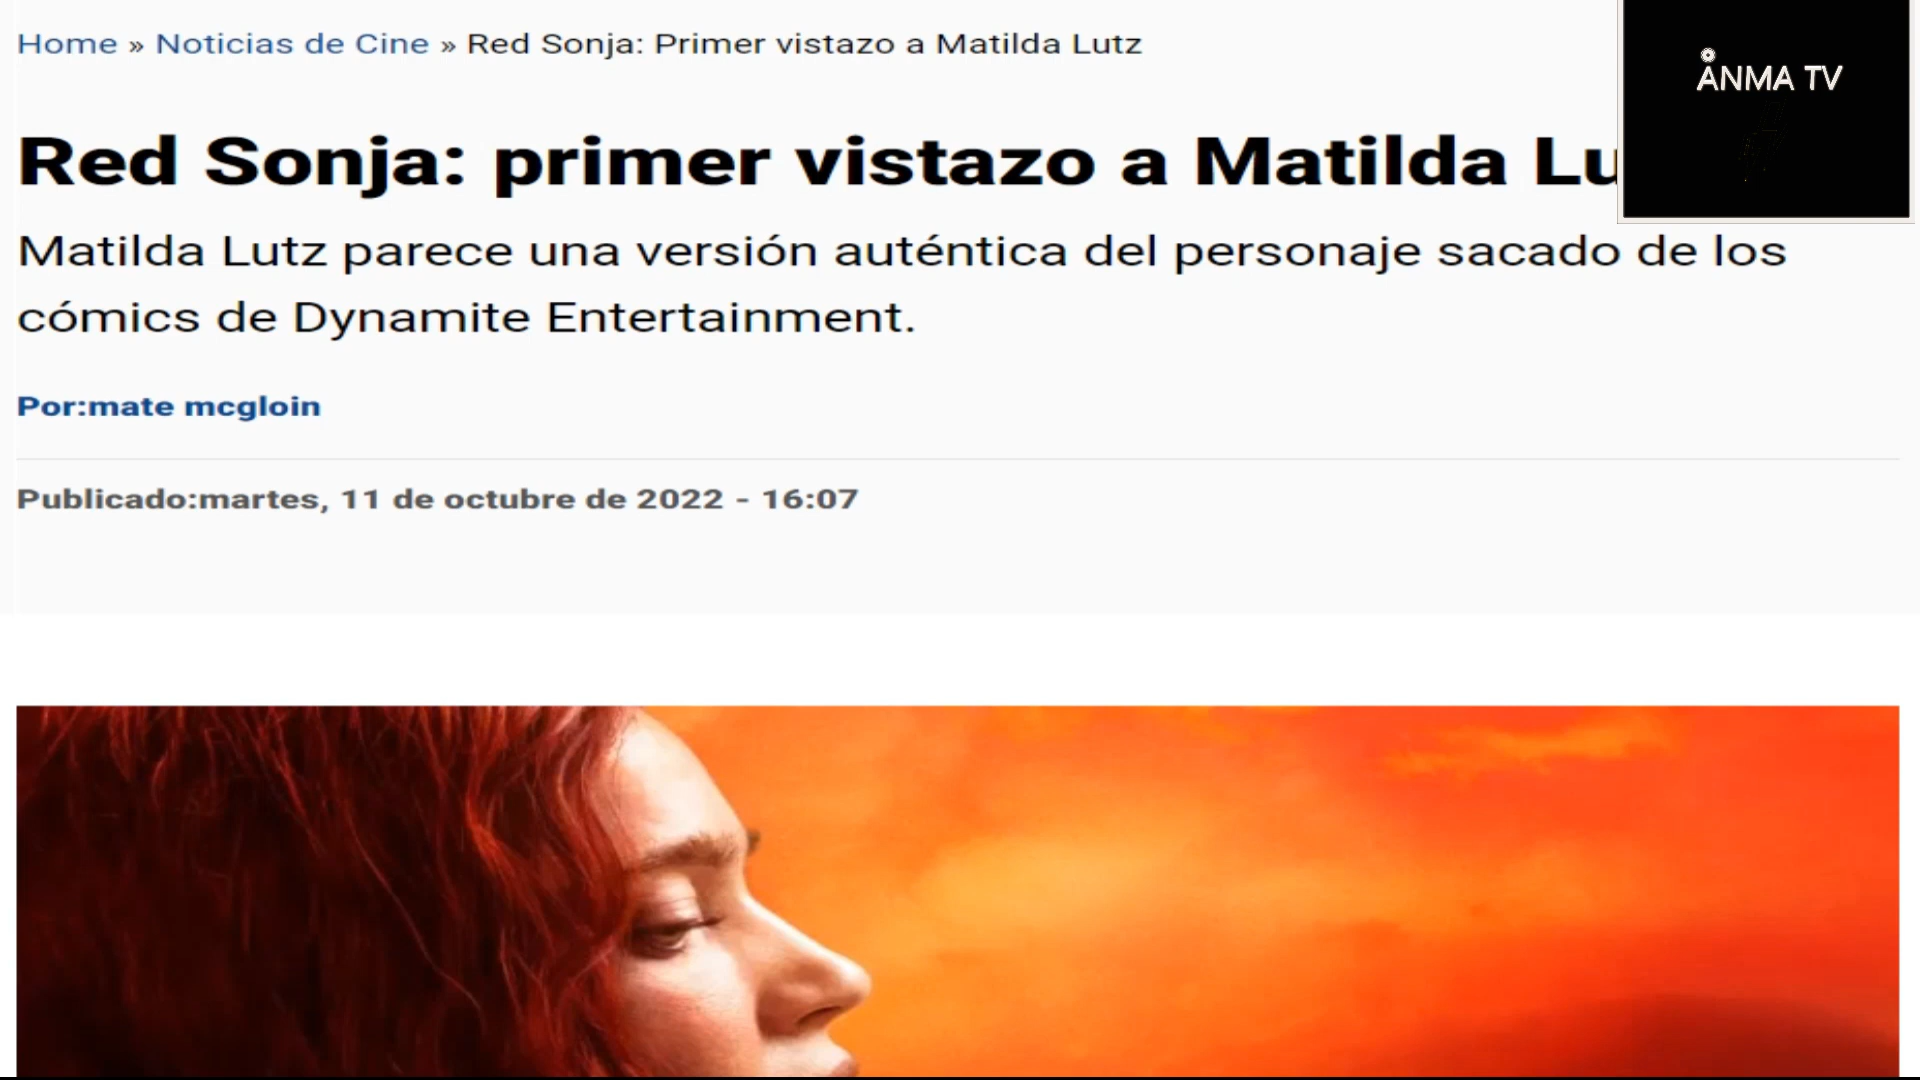 Home » Noticias de Cine » Red Sonja: Primer vistazo a Matilda Lutz
ANMA TV
Red Sonja: primer vistazo a Matilda Lu
Matilda Lutz parece una versión auténtica del personaje sacado de los
cómics de Dynamite Entertainment.
Por:mate mcgloin
Publicado:martes, 11 de octubre de 2022 - 16:07